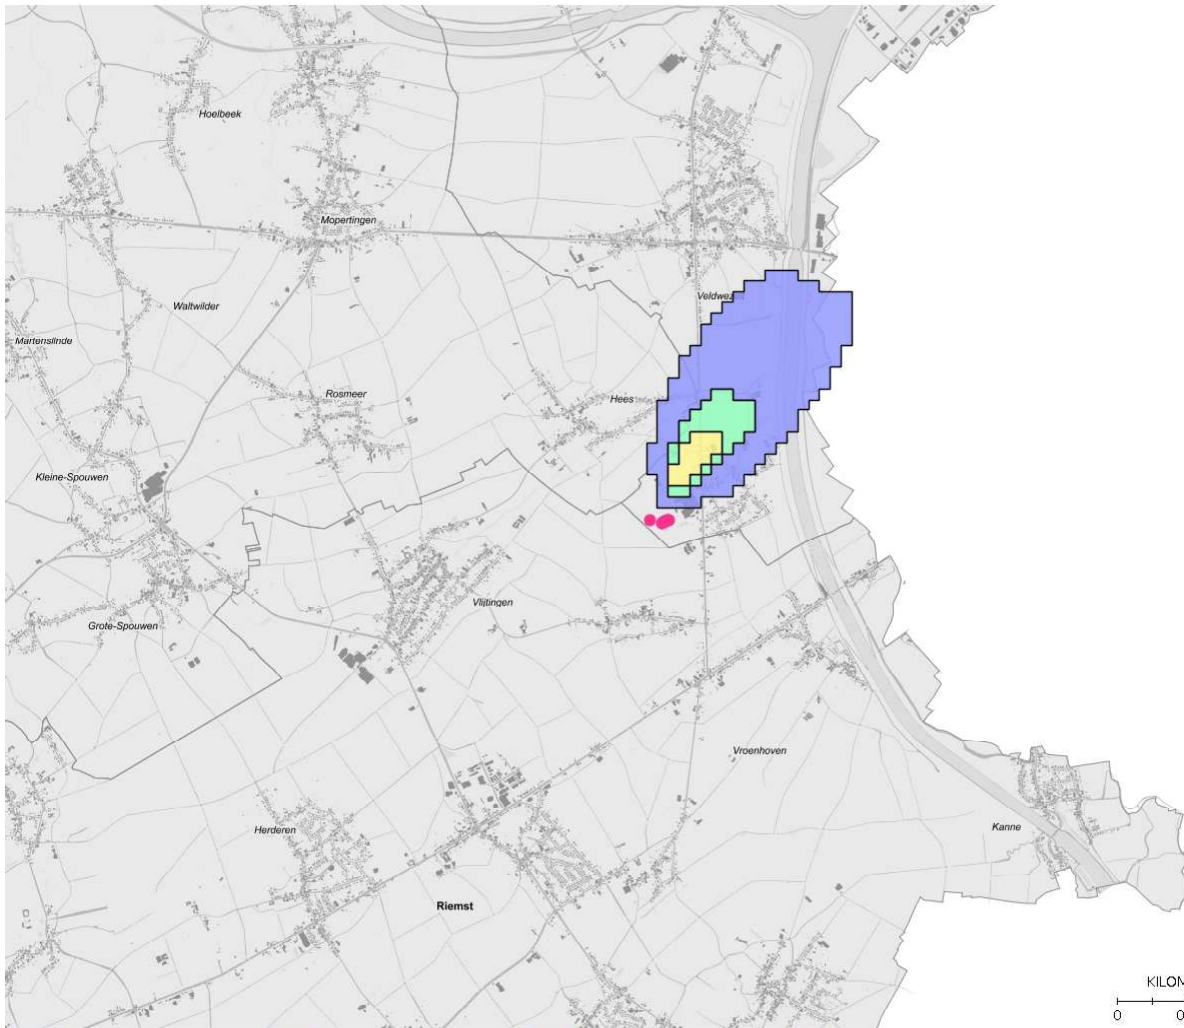 Hoelbeek
Mopertingen
Veldwez
Waltwilder
Martenslinde
Rosmeer
Hees
Kleine-Spouwen
Vlijtingen
Grote-Spouwen
Vroenhoven
Herderen
Kanne
Riemst
KILOM
0 0